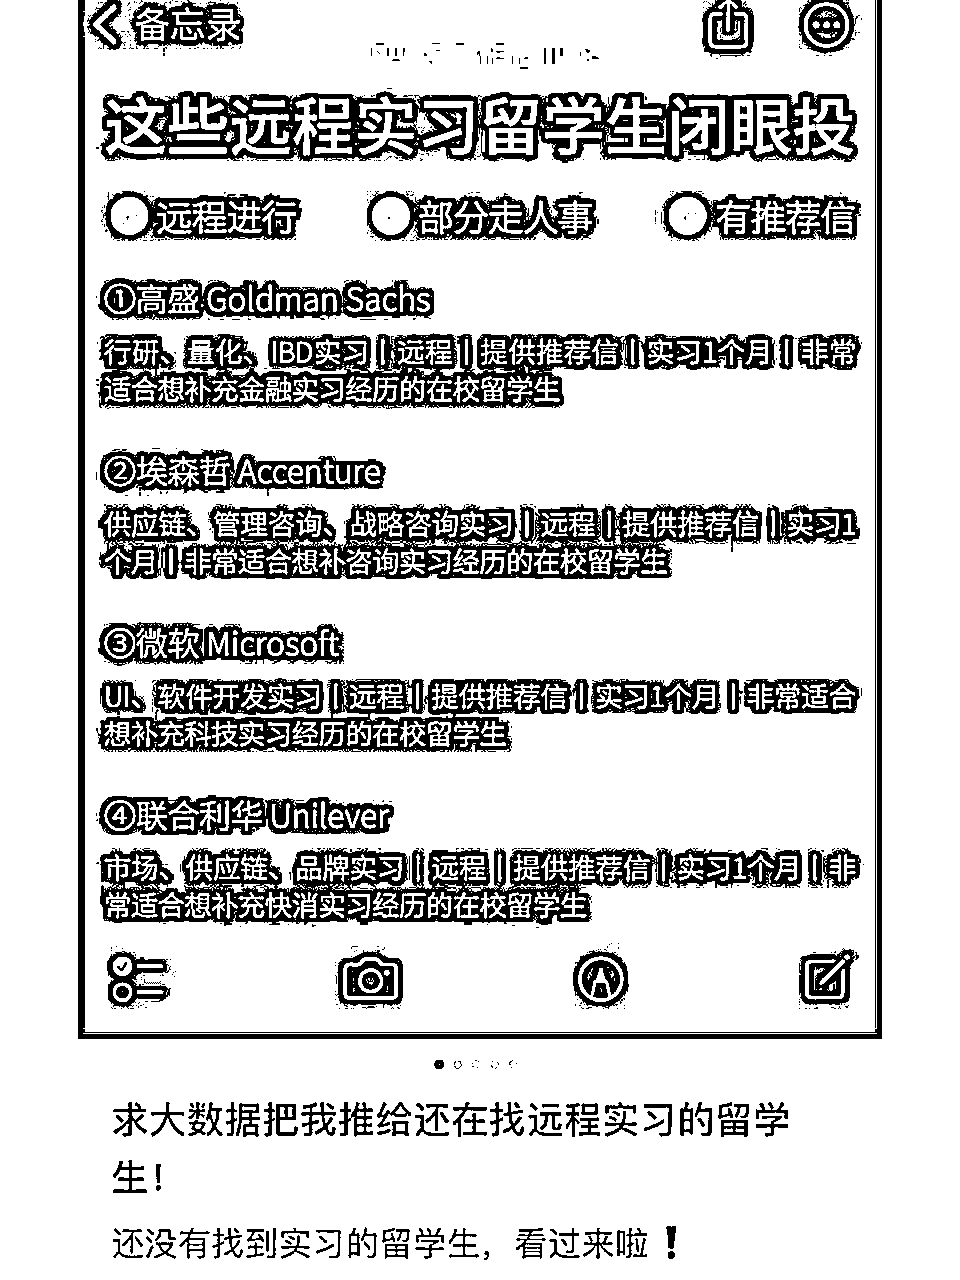 备忘录
这些远程实习留学生闭眼投
远程进行 部分走人事 有推荐信
①高盛 Goldman Sachs
行研、量化、IBD实习 | 远程 | 提供推荐信 | 实习1个月 | 非常
适合想补充金融实习经历的在校留学生
②埃森哲 Accenture
供应链、管理咨询、战略咨询实习 | 远程 | 提供推荐信 | 实习1
个月 | 非常适合想补咨询实习经历的在校留学生
③微软 Microsoft
UI、软件开发实习 | 远程 | 提供推荐信 | 实习1个月 | 非常适合
想补充科技实习经历的在校留学生
④联合利华 Unilever
市场、供应链、品牌实习 | 远程 | 提供推荐信 | 实习1个月 | 非
常适合想补充快消实习经历的在校留学生
求大数据把我推给还在找远程实习的留学
生！
还没有找到实习的留学生，看过来啦❗